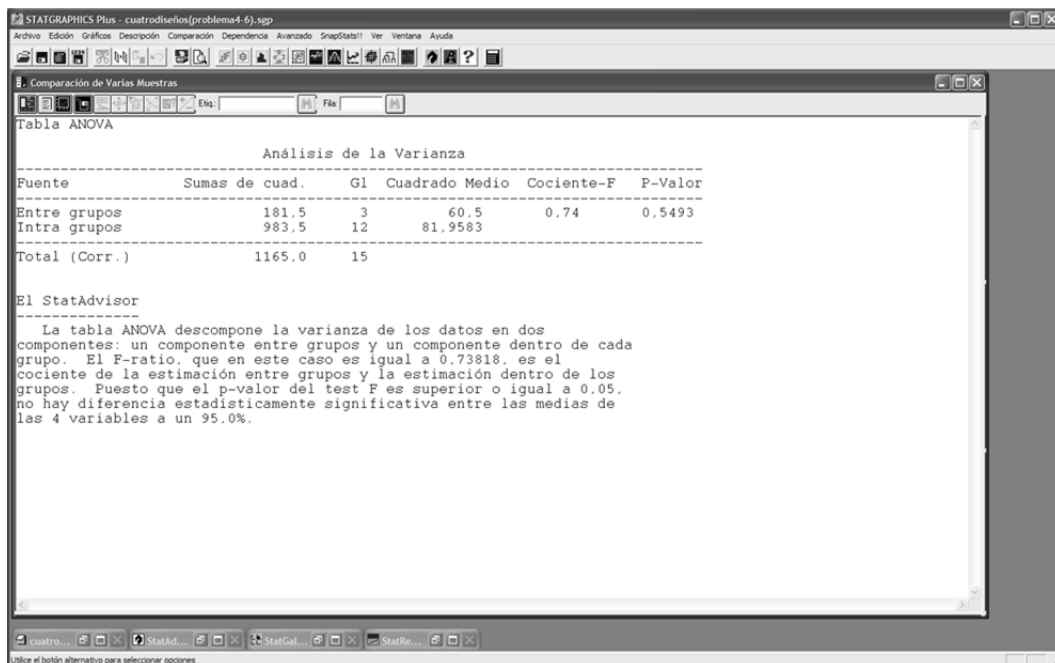 STATGRAPHICS Plus - cuatrodiseños(problema4-6).sgp
Archivo Edición Gráficos Descripción Comparación Dependencia Avanzado SnapStats!! Ver Ventana Ayuda
Comparación de Varias Muestras
Etiq.: Fila:
Tabla ANOVA
Análisis de la Varianza
Fuente Sumas de cuad. Gl Cuadrado Medio Cociente-F P-Valor
Entre grupos 181,5 3 60,5 0,74 0,5493
Intra grupos 983,5 12 81,9583
Total (Corr.) 1165,0 15
El StatAdvisor
La tabla ANOVA descompone la varianza de los datos en dos
componentes: un componente entre grupos y un componente dentro de cada
grupo. El F-ratio, que en este caso es igual a 0,73818, es el
cociente de la estimación entre grupos y la estimación dentro de los
grupos. Puesto que el p-valor del test F es superior o igual a 0,05,
no hay diferencia estadísticamente significativa entre las medias de
las 4 variables a un 95,0%.
cuatro... StatAd... StatGal... StatRe...
Utilice el botón alternativo para seleccionar opciones